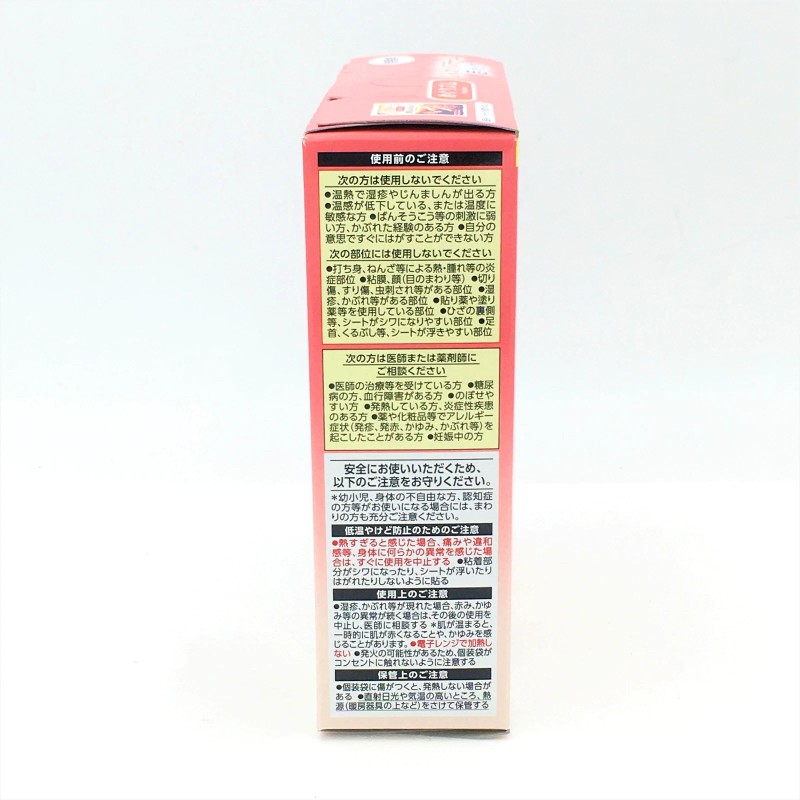 使用前のご注意
次の方は使用しないでください
●温熱で湿疹やじんましんが出る方
●温感が低下している、または温度に
敏感な方 ●ばんそうこう等の刺激に弱
い方、かぶれた経験のある方 ●自分の
意思ですぐにはがすことができない方
次の部位には使用しないでください
●打ち身、ねんざ等による熱・腫れ等の炎
症部位 ●粘膜、顔(目のまわり等) ●切り
傷、すり傷、虫刺され等がある部位 ●湿
疹、かぶれ等がある部位 ●貼り薬や塗り
薬等を使用している部位 ●ひざの裏側
等、シートがシワになりやすい部位 ●足
首、くるぶし等、シートが浮きやすい部位
次の方は医師または薬剤師に
ご相談ください
●医師の治療等を受けている方 ●糖尿
病の方、血行障害がある方 ●のぼせや
すい方 ●発熱している方、炎症性疾患
のある方 ●薬や化粧品等でアレルギー
症状(発疹、発赤、かゆみ、かぶれ等)を
起こしたことがある方 ●妊娠中の方
安全にお使いいただくため、
以下のご注意をお守りください。
*幼小児、身体の不自由な方、認知症
の方等がお使いになる場合には、まわ
りの方も充分ご注意ください。
低温やけど防止のためのご注意
●熱すぎると感じた場合、痛みや違和
感等、身体に何らかの異常を感じた場
合は、すぐに使用を中止する ●粘着部
分がシワになったり、シートが浮いたり
はがれたりしないように貼る
使用上のご注意
●湿疹、かぶれ等が現れた場合、赤み、かゆ
み等の異常が続く場合は、その後の使用を
中止し、医師に相談する *肌が温まると、
一時的に肌が赤くなることや、かゆみを感
じることがあります。●電子レンジで加熱し
ない ●発火の可能性があるため、個装袋が
コンセントに触れないように注意する
保管上のご注意
●個装袋に傷がつくと、発熱しない場合が
ある ●直射日光や気温の高いところ、熱
源(暖房器具の上など)をさけて保管する